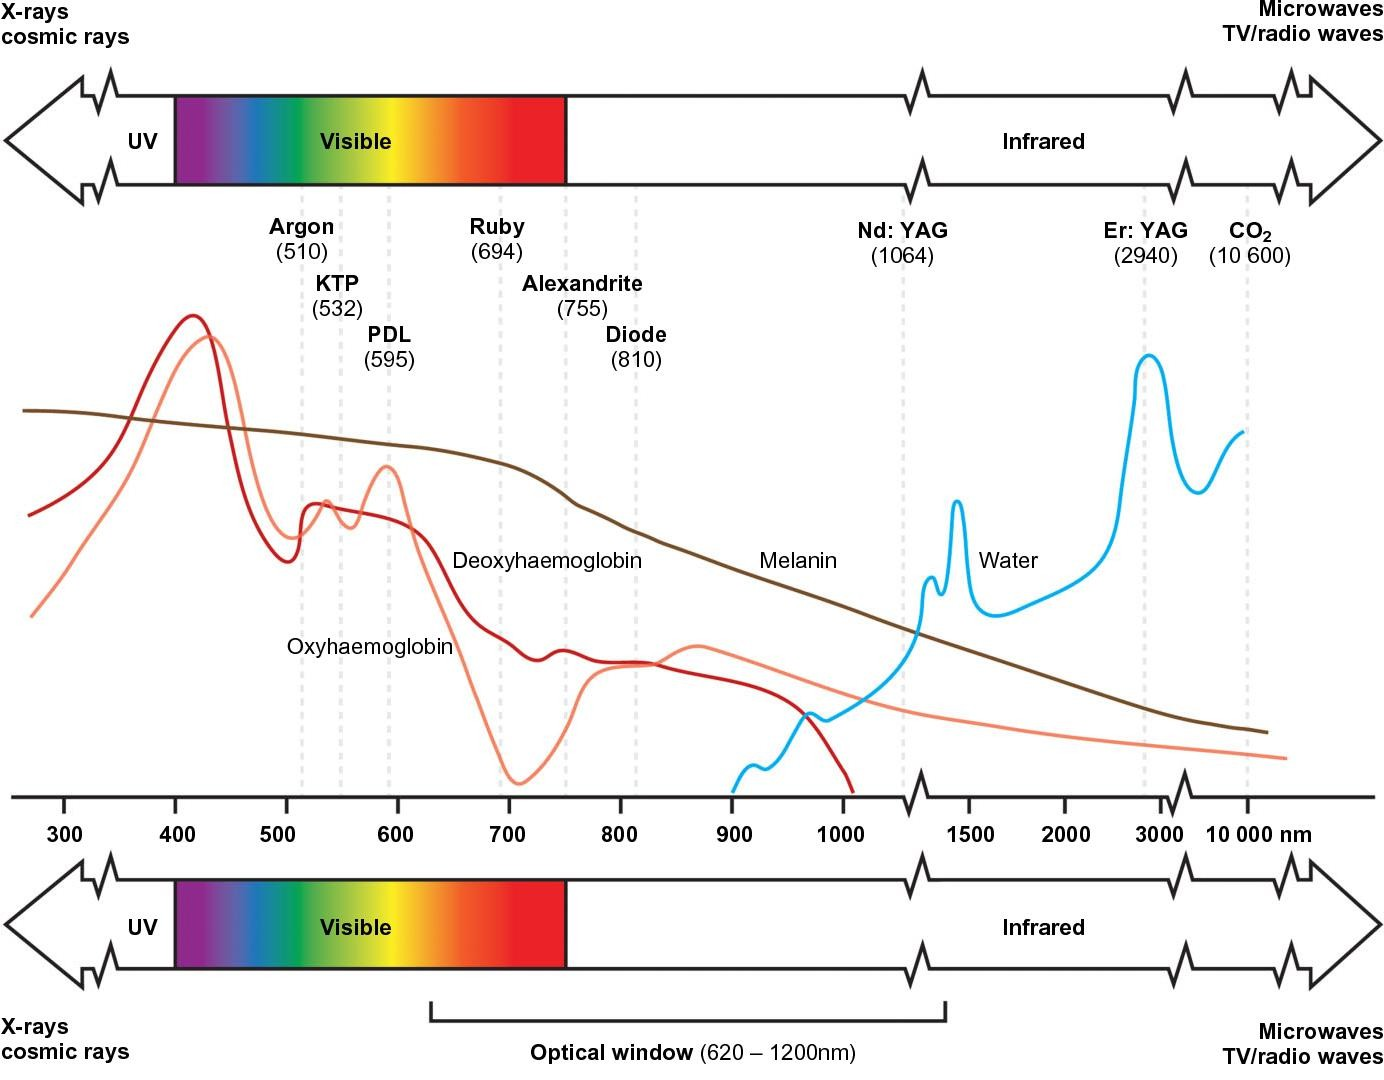 X-rays
cosmic rays
Microwaves
TV/radio waves
UV
Visible
Infrared
Argon
(510)
KTP
(532)
PDL
(595)
Ruby
(694)
Alexandrite
(755)
Diode
(810)
Nd: YAG
(1064)
Er: YAG
(2940)
CO₂
(10 600)
Deoxyhaemoglobin
Melanin
Water
Oxyhaemoglobin
300 400 500 600 700 800 900 1000 1500 2000 3000 10 000 nm
UV
Visible
Infrared
X-rays
cosmic rays
Optical window (620 – 1200nm)
Microwaves
TV/radio waves